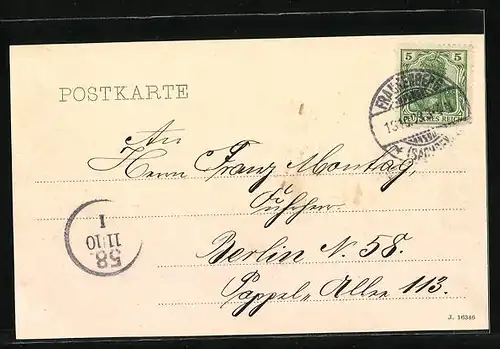 POSTKARTE
5 5
FRANKENBERG
DEUTSCHES REICH
(SACHSEN)
An
Herrn Franz Montag,
Berlin N. 58.
Pappel-Allee 113.
58.
11·10
I
J. 16346